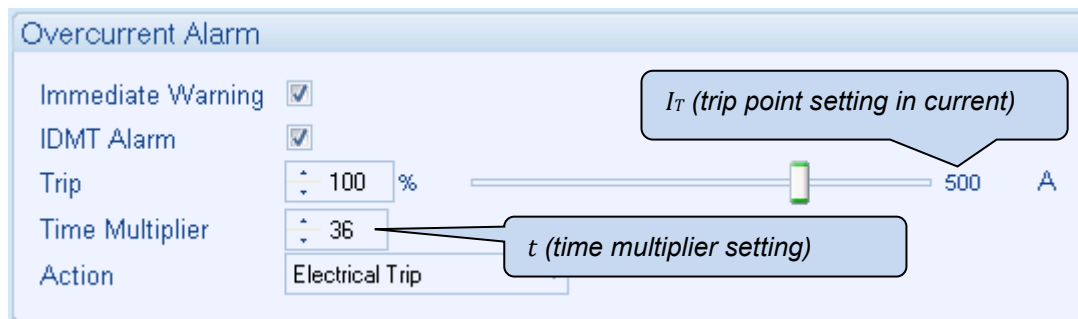 Overcurrent Alarm
Immediate Warning
IT (trip point setting in current)
IDMT Alarm
Trip 100 % 500 A
Time Multiplier 36
t (time multiplier setting)
Action Electrical Trip